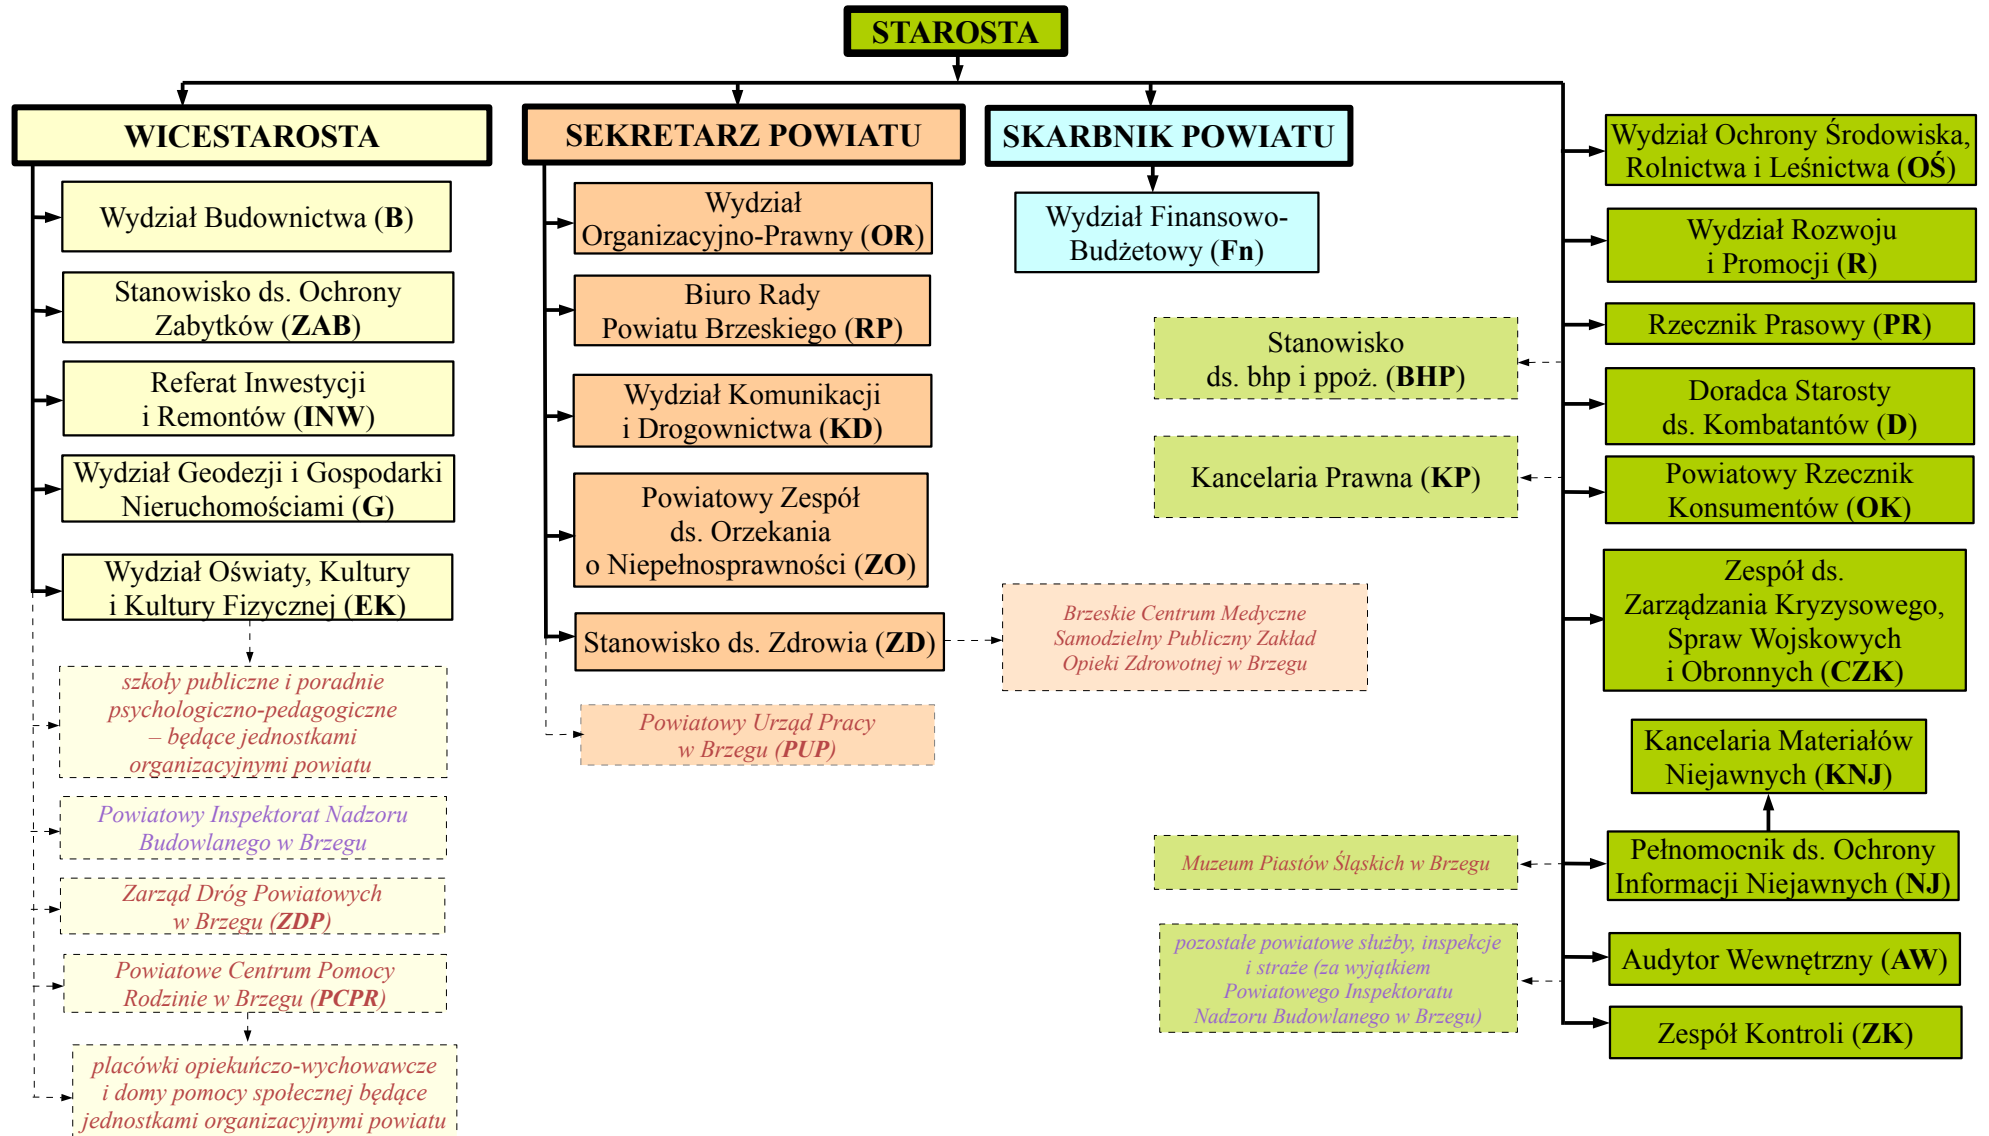 STAROSTA
WICESTAROSTA
Wydział Budownictwa (B)
Stanowisko ds. Ochrony
Zabytków (ZAB)
Referat Inwestycji
i Remontów (INW)
Wydział Geodezji i Gospodarki
Nieruchomościami (G)
Wydział Oświaty, Kultury
i Kultury Fizycznej (EK)
szkoły publiczne i poradnie
psychologiczno-pedagogiczne
– będące jednostkami
organizacyjnymi powiatu
Powiatowy Inspektorat Nadzoru
Budowlanego w Brzegu
Zarząd Dróg Powiatowych
w Brzegu (ZDP)
Powiatowe Centrum Pomocy
Rodzinie w Brzegu (PCPR)
placówki opiekuńczo-wychowawcze
i domy pomocy społecznej będące
jednostkami organizacyjnymi powiatu
SEKRETARZ POWIATU
Wydział
Organizacyjno-Prawny (OR)
Biuro Rady
Powiatu Brzeskiego (RP)
Wydział Komunikacji
i Drogownictwa (KD)
Powiatowy Zespół
ds. Orzekania
o Niepełnosprawności (ZO)
Stanowisko ds. Zdrowia (ZD)
Brzeskie Centrum Medyczne
Samodzielny Publiczny Zakład
Opieki Zdrowotnej w Brzegu
Powiatowy Urząd Pracy
w Brzegu (PUP)
SKARBNIK POWIATU
Wydział Finansowo-
Budżetowy (Fn)
Stanowisko
ds. bhp i ppoż. (BHP)
Kancelaria Prawna (KP)
Muzeum Piastów Śląskich w Brzegu
pozostałe powiatowe służby, inspekcje
i straże (za wyjątkiem
Powiatowego Inspektoratu
Nadzoru Budowlanego w Brzegu)
Wydział Ochrony Środowiska,
Rolnictwa i Leśnictwa (OŚ)
Wydział Rozwoju
i Promocji (R)
Rzecznik Prasowy (PR)
Doradca Starosty
ds. Kombatantów (D)
Powiatowy Rzecznik
Konsumentów (OK)
Zespół ds.
Zarządzania Kryzysowego,
Spraw Wojskowych
i Obronnych (CZK)
Kancelaria Materiałów
Niejawnych (KNJ)
Pełnomocnik ds. Ochrony
Informacji Niejawnych (NJ)
Audytor Wewnętrzny (AW)
Zespół Kontroli (ZK)